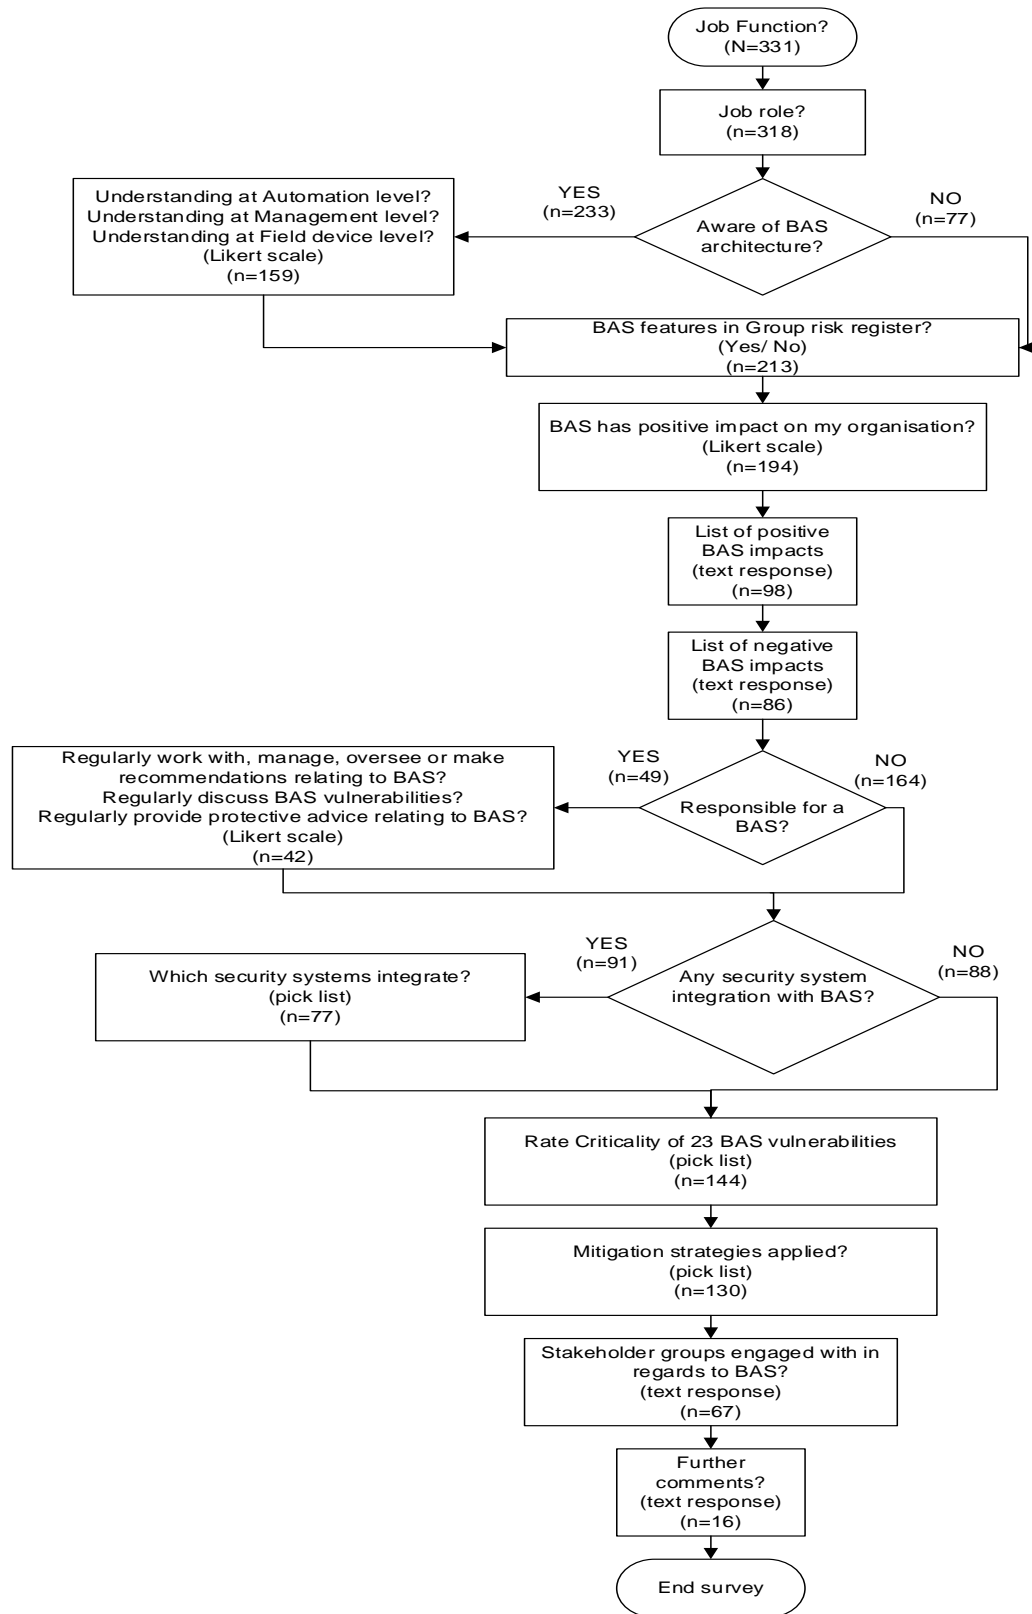 Job Function?
(N=331)
Job role?
(n=318)
Aware of BAS
architecture?
YES
(n=233)
NO
(n=77)
Understanding at Automation level?
Understanding at Management level?
Understanding at Field device level?
(Likert scale)
(n=159)
BAS features in Group risk register?
(Yes/ No)
(n=213)
BAS has positive impact on my organisation?
(Likert scale)
(n=194)
List of positive
BAS impacts
(text response)
(n=98)
List of negative
BAS impacts
(text response)
(n=86)
Responsible for a
BAS?
YES
(n=49)
NO
(n=164)
Regularly work with, manage, oversee or make
recommendations relating to BAS?
Regularly discuss BAS vulnerabilities?
Regularly provide protective advice relating to BAS?
(Likert scale)
(n=42)
Any security system
integration with BAS?
YES
(n=91)
NO
(n=88)
Which security systems integrate?
(pick list)
(n=77)
Rate Criticality of 23 BAS vulnerabilities
(pick list)
(n=144)
Mitigation strategies applied?
(pick list)
(n=130)
Stakeholder groups engaged with in
regards to BAS?
(text response)
(n=67)
Further
comments?
(text response)
(n=16)
End survey